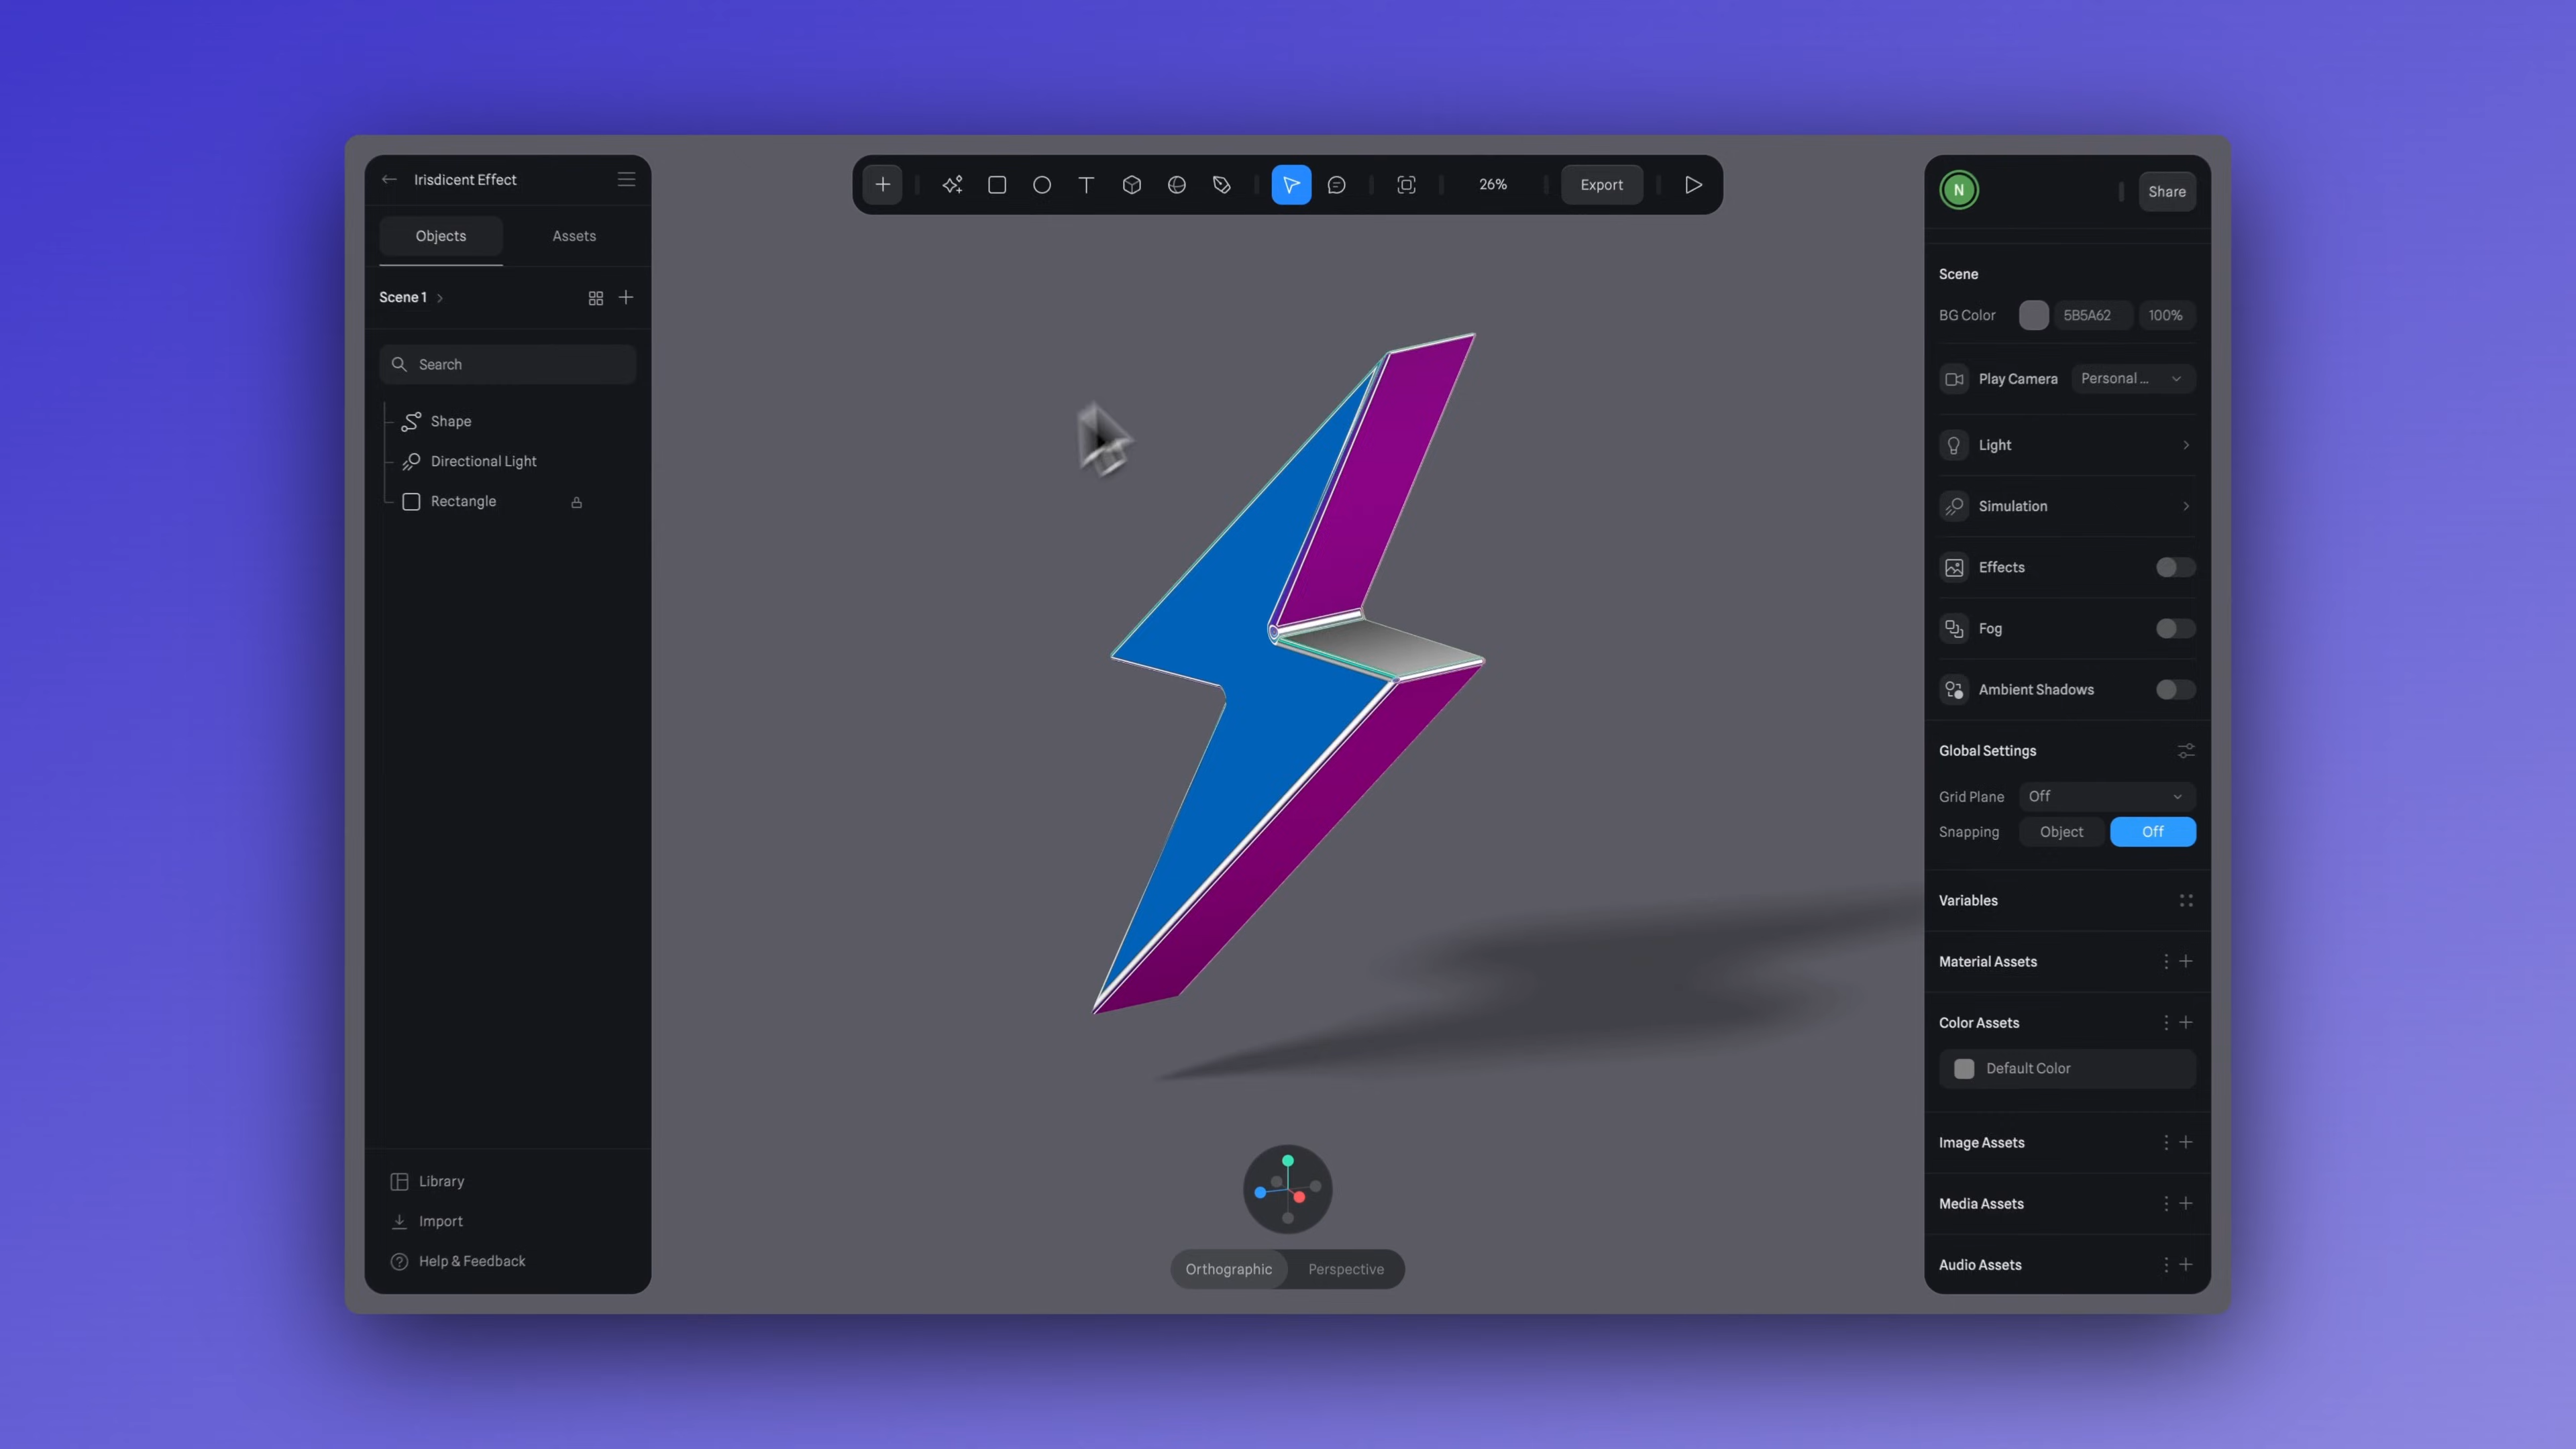 Irisdicent Effect
Objects
Assets
Scene 1
Search
Shape
Directional Light
Rectangle
Library
Import
Help & Feedback
26%
Export
Orthographic
Perspective
N
Share
Scene
BG Color
5B5A62
100%
Play Camera
Personal ...
Light
Simulation
Effects
Fog
Ambient Shadows
Global Settings
Grid Plane
Off
Snapping
Object
Off
Variables
Material Assets
Color Assets
Default Color
Image Assets
Media Assets
Audio Assets